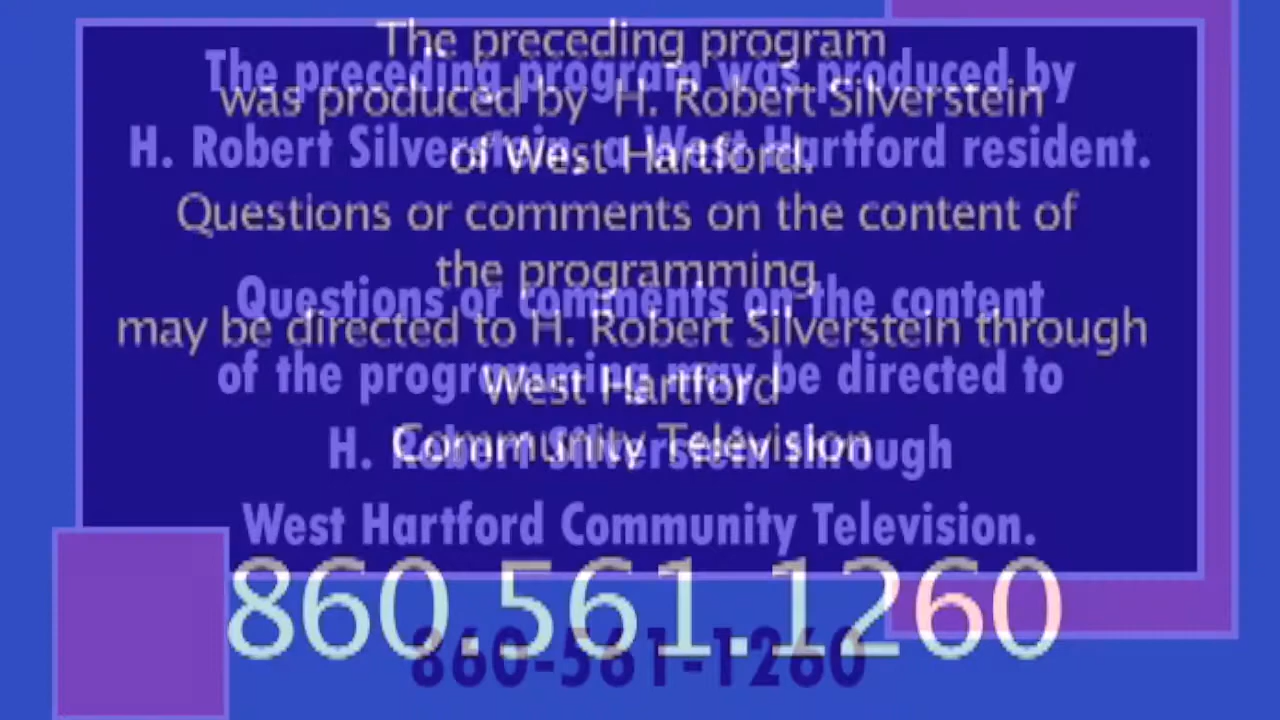 The preceding program
The preceding program was produced by
was produced by H. Robert Silverstein
H. Robert Silverstein, a West Hartford resident.
of West Hartford.
Questions or comments on the content of
the programming
Questions or comments on the content
may be directed to H. Robert Silverstein through
of the programming may be directed to
West Hartford
Community Television
H. Robert Silverstein through
West Hartford Community Television.
860.561.1260
860-561-1260